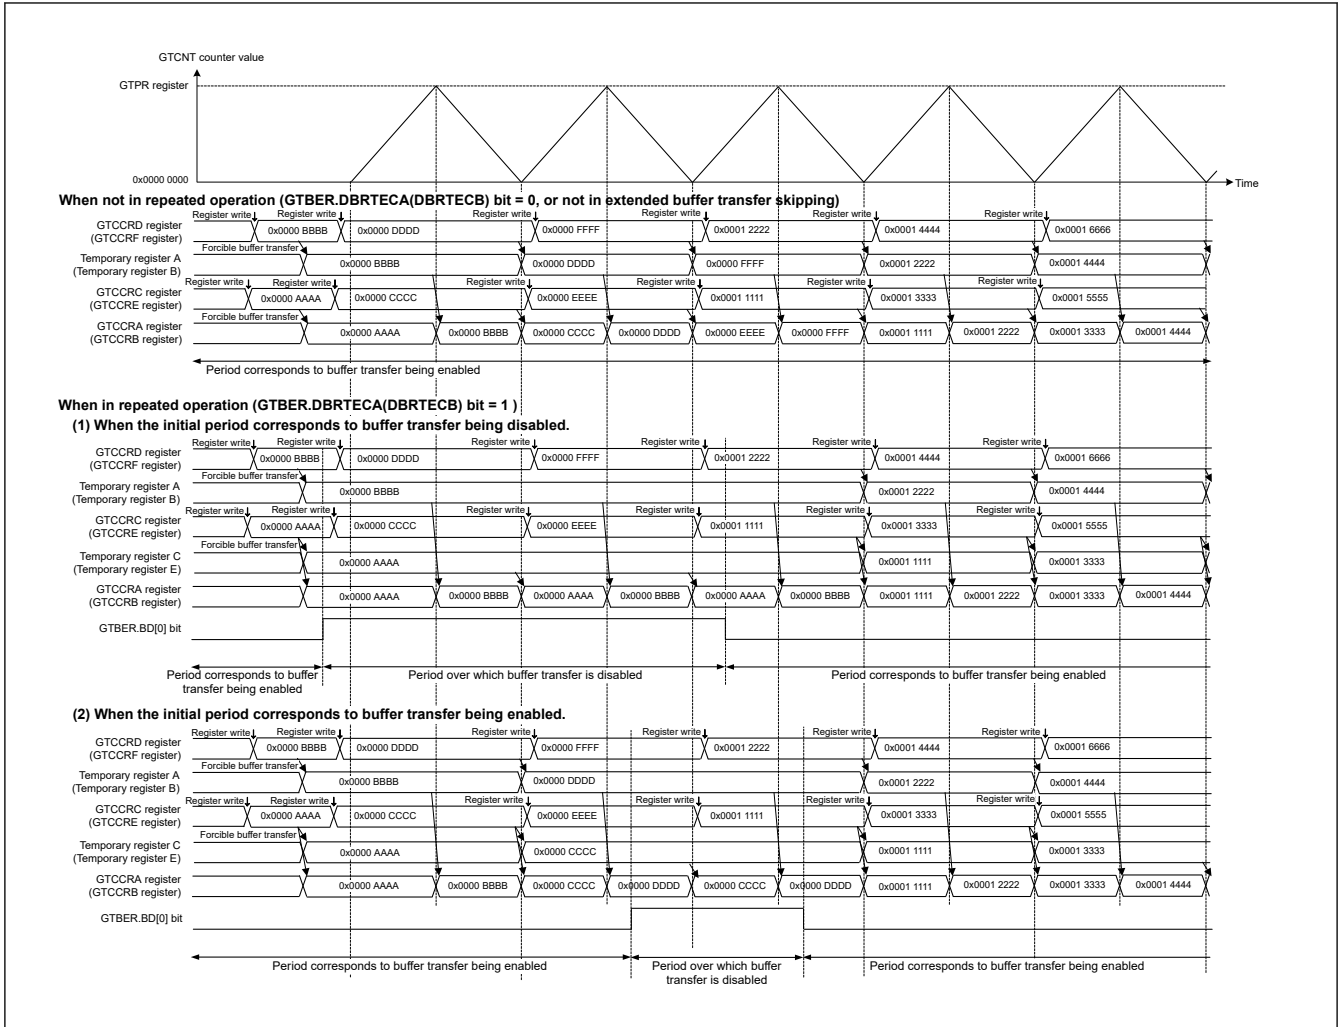 GTCNT counter value
GTPR register
0x0000 0000
Time
When not in repeated operation (GTBER.DBRTECA(DBRTECB) bit = 0, or not in extended buffer transfer skipping)
Register write Register write Register write Register write Register write Register write
GTCCRD register
(GTCCRF register)
0x0000 BBBB 0x0000 DDDD 0x0000 FFFF 0x0001 2222 0x0001 4444 0x0001 6666
Forcible buffer transfer
Temporary register A
(Temporary register B)
0x0000 BBBB 0x0000 DDDD 0x0000 FFFF 0x0001 2222 0x0001 4444
Register write Register write Register write Register write Register write Register write
GTCCRC register
(GTCCRE register)
0x0000 AAAA 0x0000 CCCC 0x0000 EEEE 0x0001 1111 0x0001 3333 0x0001 5555
Forcible buffer transfer
GTCCRA register
(GTCCRB register)
0x0000 AAAA 0x0000 BBBB 0x0000 CCCC 0x0000 DDDD 0x0000 EEEE 0x0000 FFFF 0x0001 1111 0x0001 2222 0x0001 3333 0x0001 4444
Period corresponds to buffer transfer being enabled
When in repeated operation (GTBER.DBRTECA(DBRTECB) bit = 1 )
(1) When the initial period corresponds to buffer transfer being disabled.
Register write Register write Register write Register write Register write Register write
GTCCRD register
(GTCCRF register)
0x0000 BBBB 0x0000 DDDD 0x0000 FFFF 0x0001 2222 0x0001 4444 0x0001 6666
Forcible buffer transfer
Temporary register A
(Temporary register B)
0x0000 BBBB 0x0001 2222 0x0001 4444
Register write Register write Register write Register write Register write Register write
GTCCRC register
(GTCCRE register)
0x0000 AAAA 0x0000 CCCC 0x0000 EEEE 0x0001 1111 0x0001 3333 0x0001 5555
Forcible buffer transfer
Temporary register C
(Temporary register E)
0x0000 AAAA 0x0001 1111 0x0001 3333
GTCCRA register
(GTCCRB register)
0x0000 AAAA 0x0000 BBBB 0x0000 AAAA 0x0000 BBBB 0x0000 AAAA 0x0000 BBBB 0x0001 1111 0x0001 2222 0x0001 3333 0x0001 4444
GTBER.BD[0] bit
Period corresponds to buffer
transfer being enabled
Period over which buffer transfer is disabled
Period corresponds to buffer transfer being enabled
(2) When the initial period corresponds to buffer transfer being enabled.
Register write Register write Register write Register write Register write Register write
GTCCRD register
(GTCCRF register)
0x0000 BBBB 0x0000 DDDD 0x0000 FFFF 0x0001 2222 0x0001 4444 0x0001 6666
Forcible buffer transfer
Temporary register A
(Temporary register B)
0x0000 BBBB 0x0000 DDDD 0x0001 2222 0x0001 4444
Register write Register write Register write Register write Register write Register write
GTCCRC register
(GTCCRE register)
0x0000 AAAA 0x0000 CCCC 0x0000 EEEE 0x0001 1111 0x0001 3333 0x0001 5555
Forcible buffer transfer
Temporary register C
(Temporary register E)
0x0000 AAAA 0x0000 CCCC 0x0001 1111 0x0001 3333
GTCCRA register
(GTCCRB register)
0x0000 AAAA 0x0000 BBBB 0x0000 CCCC 0x0000 DDDD 0x0000 CCCC 0x0000 DDDD 0x0001 1111 0x0001 2222 0x0001 3333 0x0001 4444
GTBER.BD[0] bit
Period corresponds to buffer transfer being enabled
Period over which buffer
transfer is disabled
Period corresponds to buffer transfer being enabled